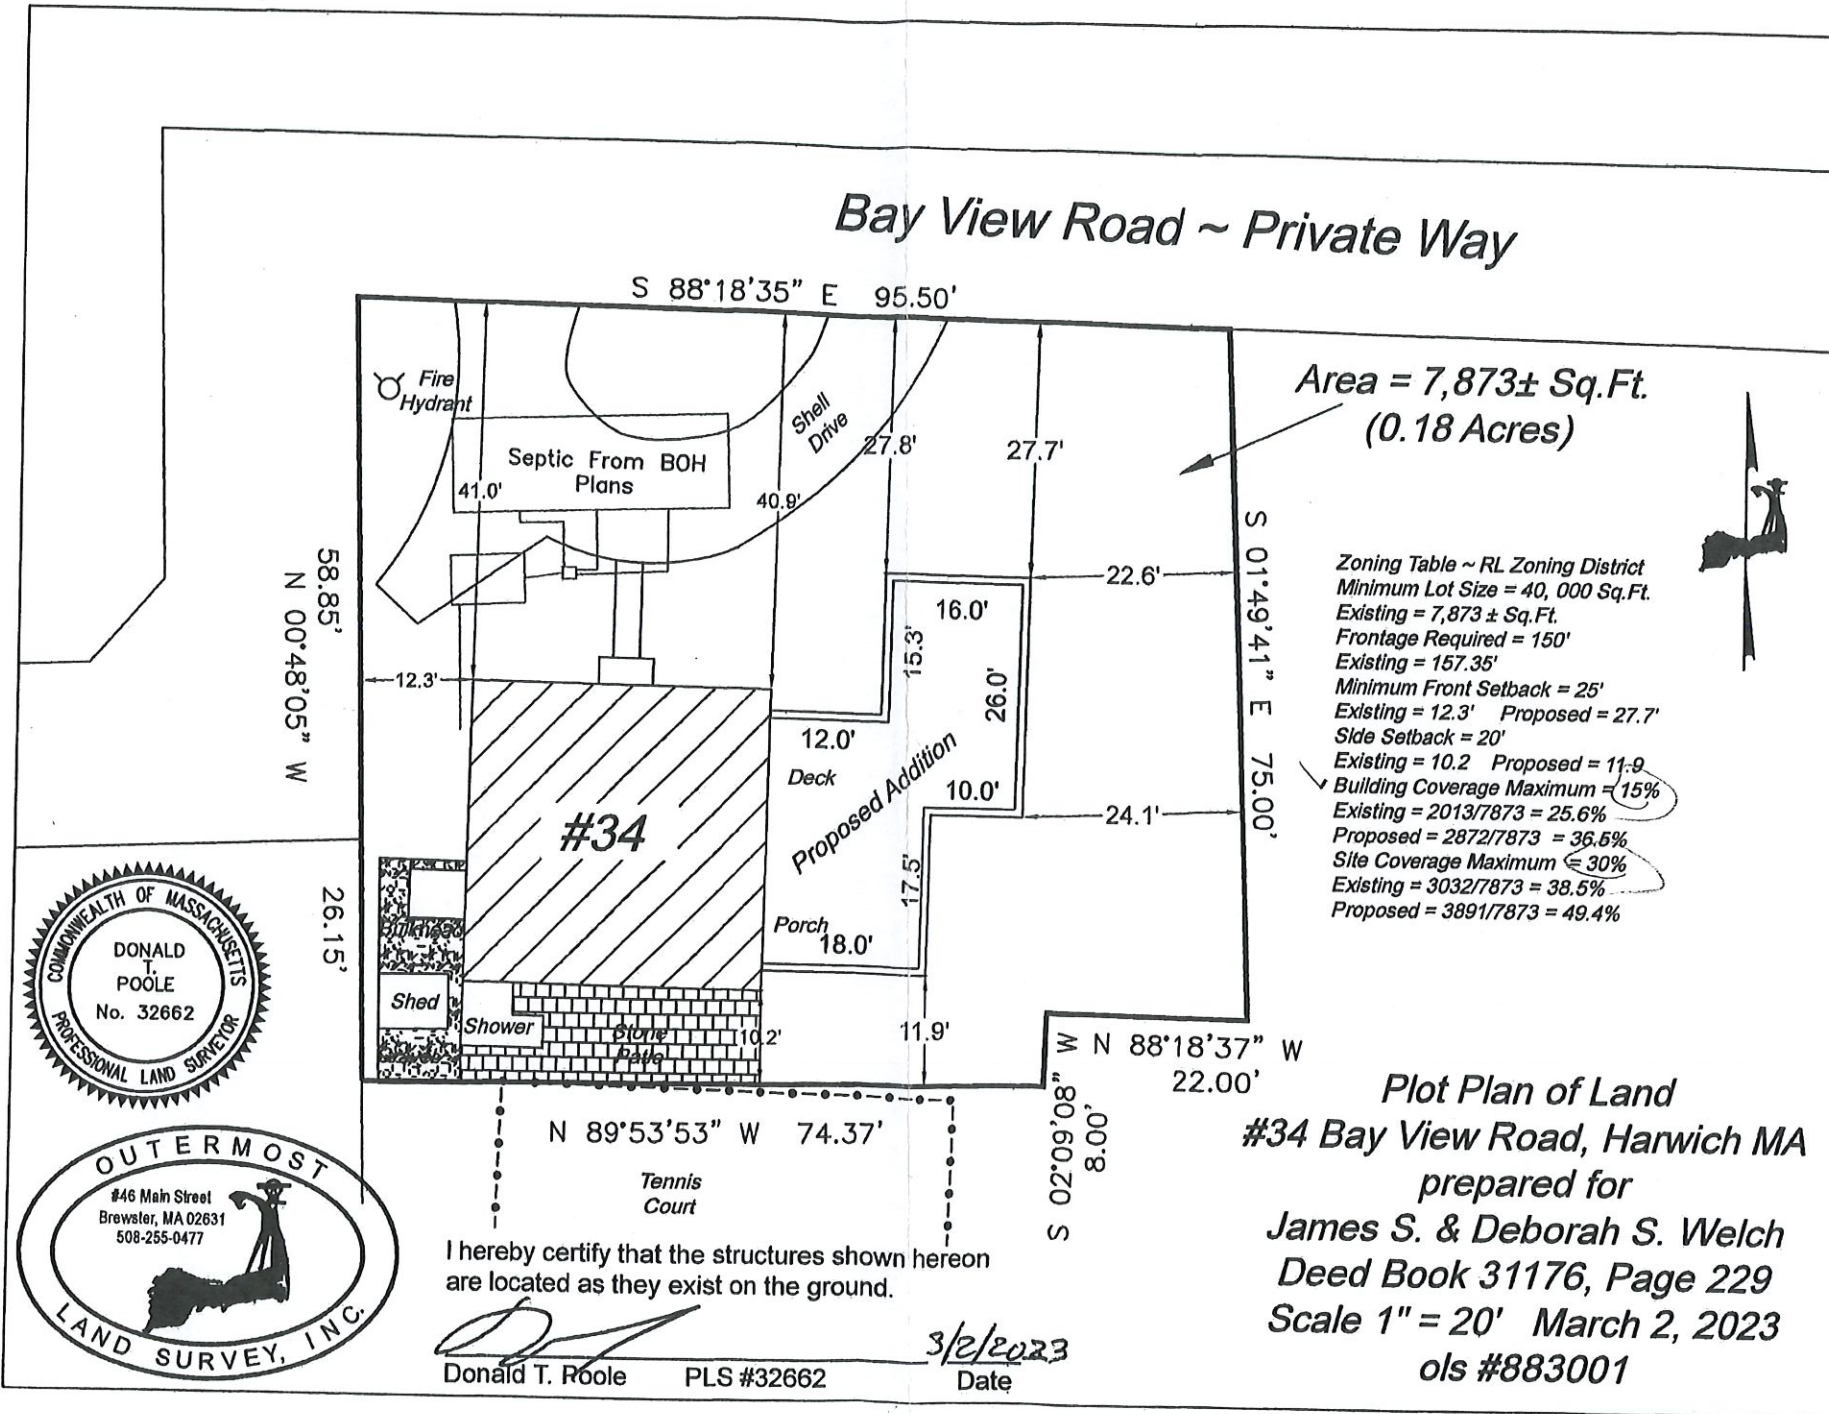 Bay View Road ~ Private Way
S 88°18'35" E 95.50'
Fire
Hydrant
Shell
Drive
27.8'
27.7'
Area = 7,873± Sq.Ft.
(0.18 Acres)
Septic From BOH
Plans
41.0'
40.9'
58.85'
N 00°48'05" W
S 01°49'41" E 75.00'
22.6'
16.0'
15.3'
26.0'
12.3'
12.0'
Deck
Proposed Addition
10.0'
24.1'
#34
17.5'
Porch
18.0'
26.15'
Bulkhead
Shed
Shower
Stone
Patio
10.2'
11.9'
Zoning Table ~ RL Zoning District
Minimum Lot Size = 40, 000 Sq.Ft.
Existing = 7,873 ± Sq.Ft.
Frontage Required = 150'
Existing = 157.35'
Minimum Front Setback = 25'
Existing = 12.3' Proposed = 27.7'
Side Setback = 20'
Existing = 10.2 Proposed = 11.9
Building Coverage Maximum = 15%
Existing = 2013/7873 = 25.6%
Proposed = 2872/7873 = 36.5%
Site Coverage Maximum = 30%
Existing = 3032/7873 = 38.5%
Proposed = 3891/7873 = 49.4%
N 88°18'37" W
22.00'
S 02°09'08" W
8.00'
N 89°53'53" W 74.37'
Tennis
Court
COMMONWEALTH OF MASSACHUSETTS
DONALD
T.
POOLE
No. 32662
PROFESSIONAL LAND SURVEYOR
OUTERMOST
#46 Main Street
Brewster, MA 02631
508-255-0477
LAND SURVEY, INC.
I hereby certify that the structures shown hereon
are located as they exist on the ground.
3/2/2023
Donald T. Poole PLS #32662 Date
Plot Plan of Land
#34 Bay View Road, Harwich MA
prepared for
James S. & Deborah S. Welch
Deed Book 31176, Page 229
Scale 1" = 20' March 2, 2023
ols #883001